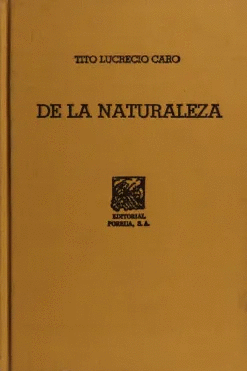 TITO LUCRECIO CARO
DE LA NATURALEZA
EDITORIAL
PORRUA, S. A.